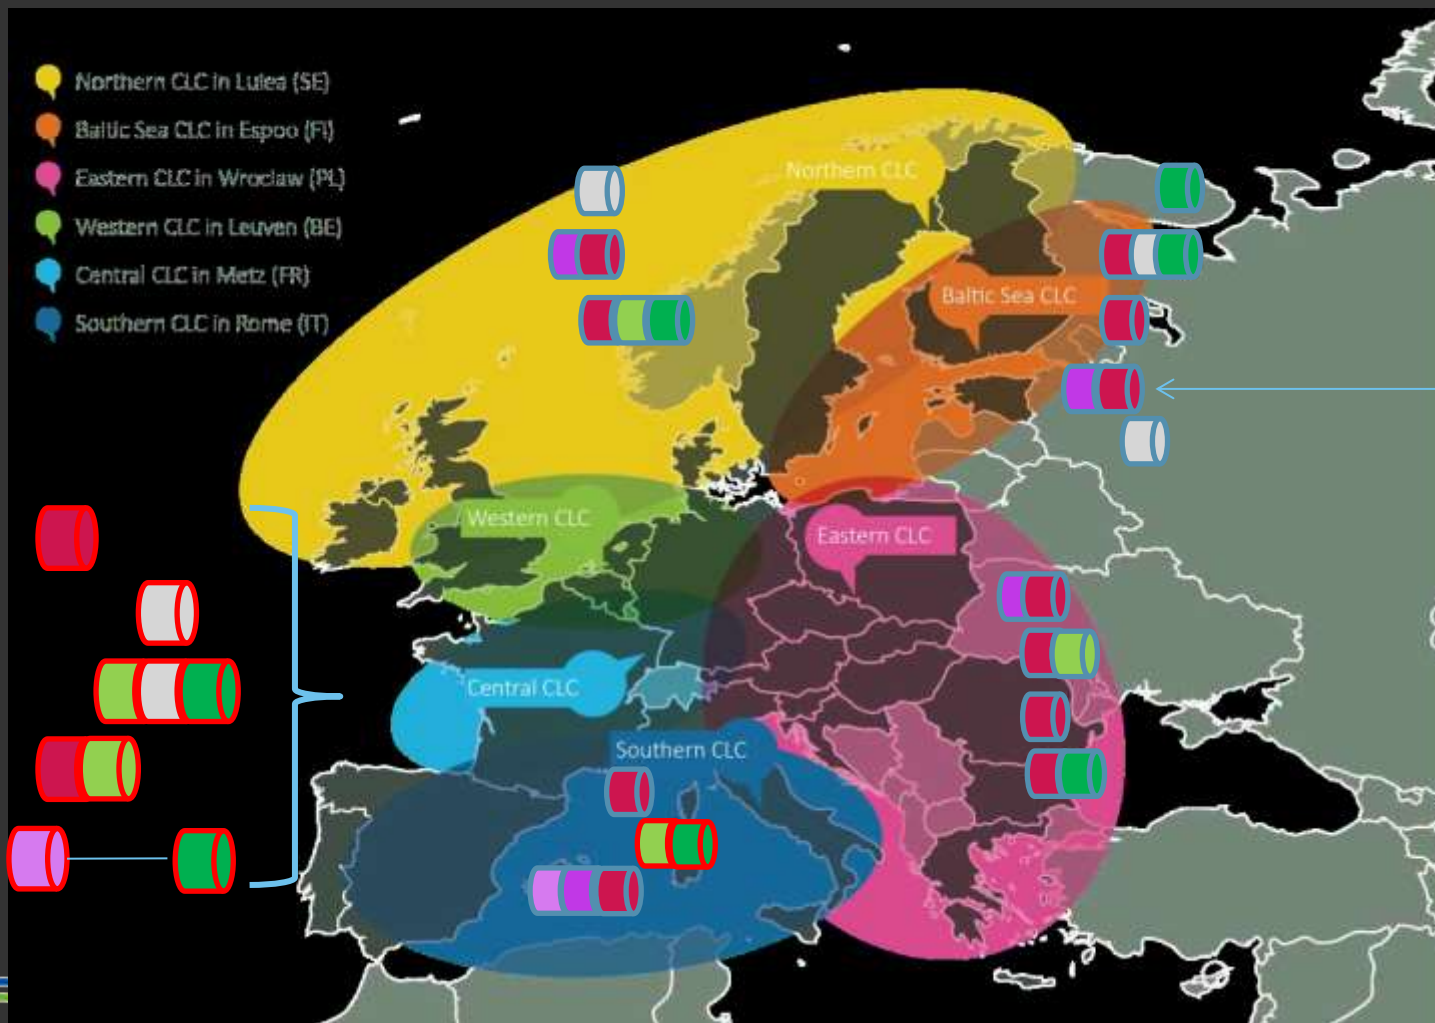 Northern CLC in Lulea (SE)
Baltic Sea CLC in Espoo (FI)
Eastern CLC in Wroclaw (PL)
Western CLC in Leuven (BE)
Central CLC in Metz (FR)
Southern CLC in Rome (IT)
Northern CLC
Baltic Sea CLC
Western CLC
Eastern CLC
Central CLC
Southern CLC